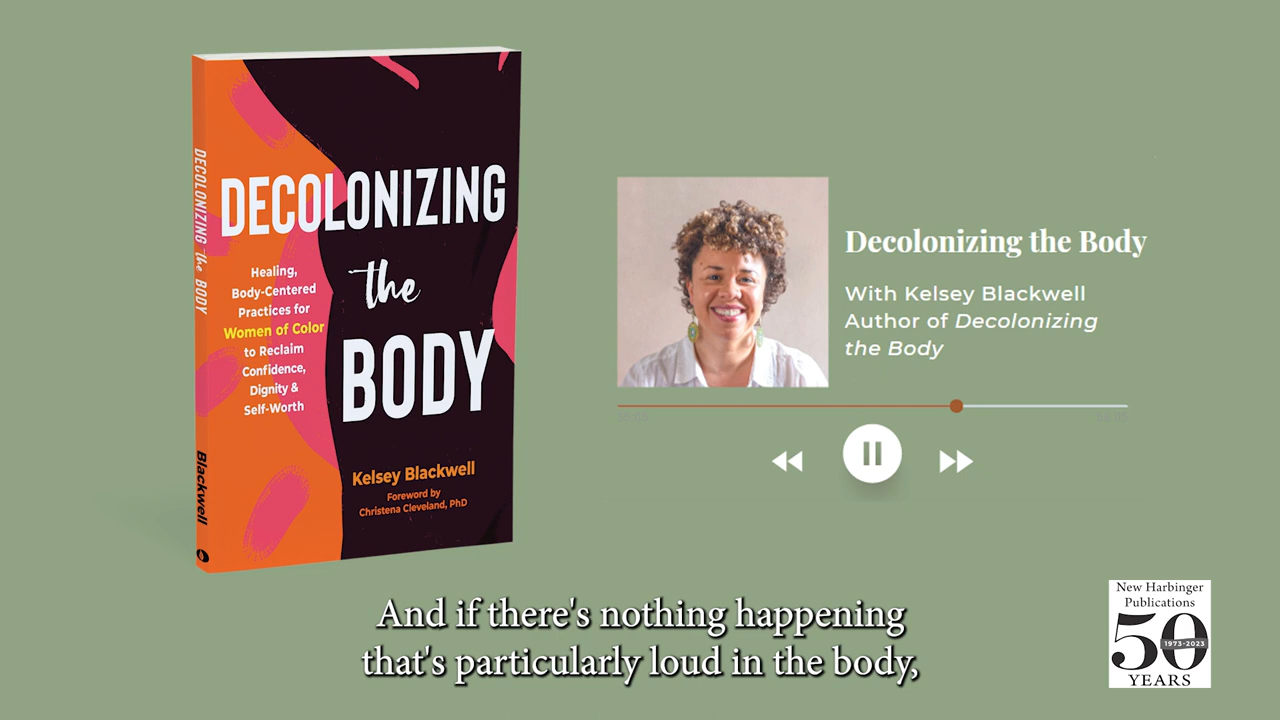 DECOLONIZING the BODY
Blackwell
DECOLONIZING
the
BODY
Healing,
Body-Centered
Practices for
Women of Color
to Reclaim
Confidence,
Dignity &
Self-Worth
Kelsey Blackwell
Foreword by
Christena Cleveland, PhD
Decolonizing the Body
With Kelsey Blackwell
Author of Decolonizing
the Body
And if there's nothing happening
that's particularly loud in the body,
New Harbinger
Publications
50
1973-2023
YEARS